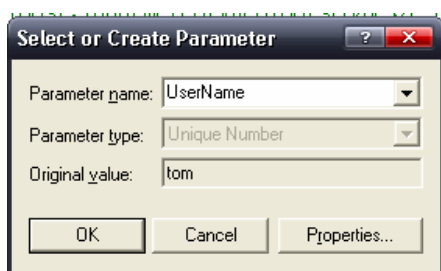 Select or Create Parameter
Parameter name: UserName
Parameter type: Unique Number
Original value: tom
OK Cancel Properties...